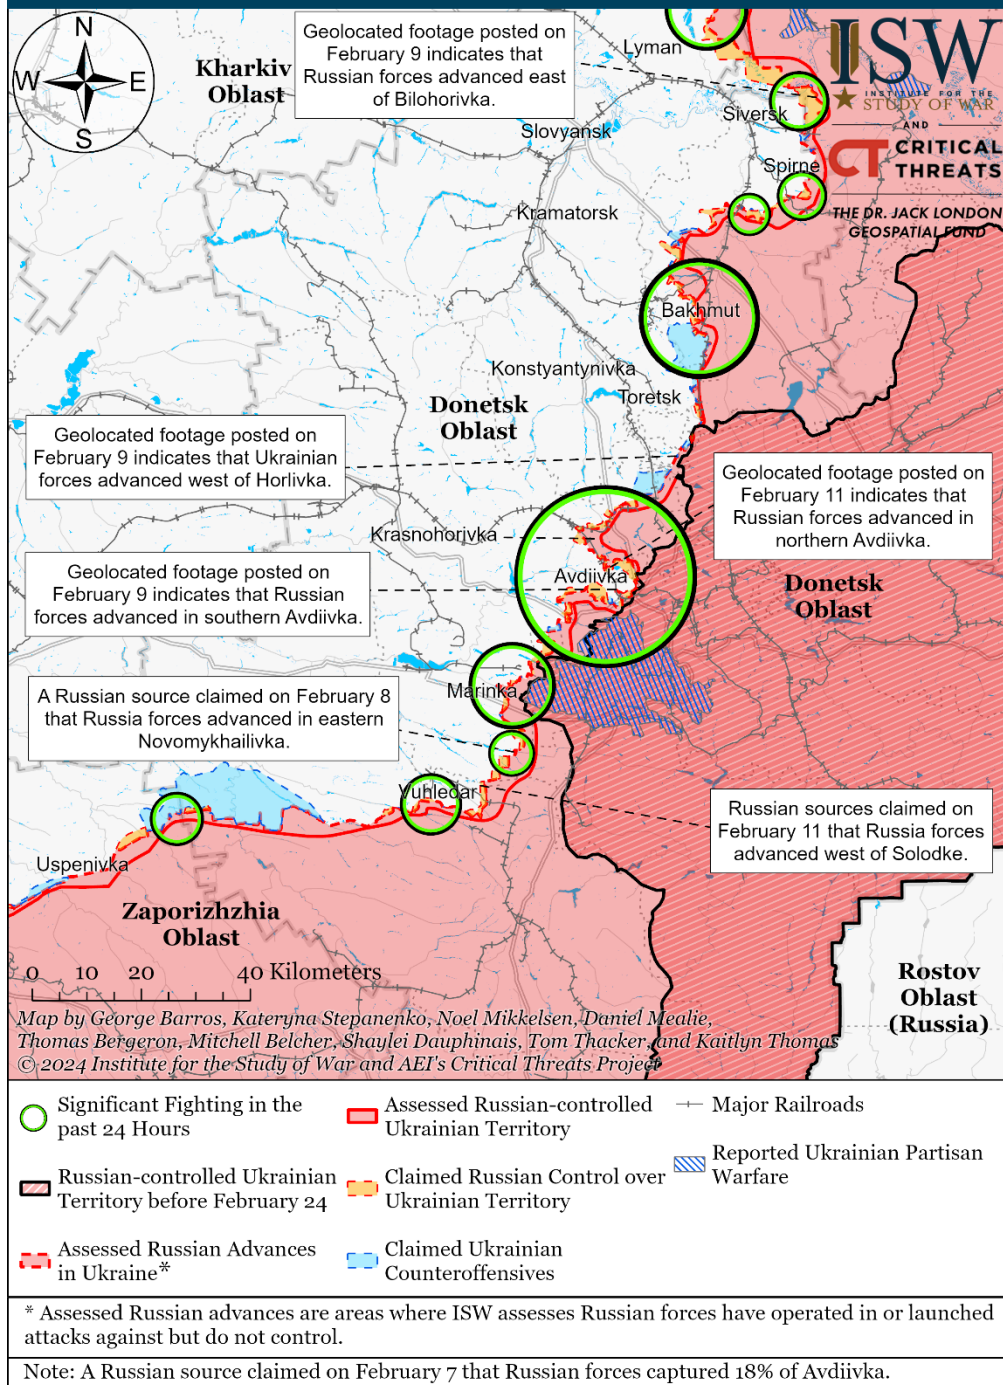 N
W
E
S
Geolocated footage posted on
February 9 indicates that
Russian forces advanced east
of Bilohorivka.
ISW
INSTITUTE FOR THE
STUDY OF WAR
AND
CT CRITICAL
THREATS
THE DR. JACK LONDON
GEOSPATIAL FUND
Kharkiv
Oblast
Lyman
Slovyansk
Siversk
Spirne
Kramatorsk
Bakhmut
Konstyantynivka
Toretsk
Donetsk
Oblast
Geolocated footage posted on
February 9 indicates that Ukrainian
forces advanced west of Horlivka.
Geolocated footage posted on
February 11 indicates that
Russian forces advanced in
northern Avdiivka.
Krasnohorivka
Avdiivka
Geolocated footage posted on
February 9 indicates that Russian
forces advanced in southern Avdiivka.
Donetsk
Oblast
A Russian source claimed on February 8
that Russia forces advanced in eastern
Novomykhailivka.
Marinka
Vuhledar
Russian sources claimed on
February 11 that Russia forces
advanced west of Solodke.
Uspenivka
Zaporizhzhia
Oblast
Rostov
Oblast
(Russia)
0 10 20 40 Kilometers
Map by George Barros, Kateryna Stepanenko, Noel Mikkelsen, Daniel Mealie,
Thomas Bergeron, Mitchell Belcher, Shaylei Dauphinais, Tom Thacker, and Kaitlyn Thomas
© 2024 Institute for the Study of War and AEI's Critical Threats Project
Significant Fighting in the
past 24 Hours
Russian-controlled Ukrainian
Territory before February 24
Assessed Russian Advances
in Ukraine*
Assessed Russian-controlled
Ukrainian Territory
Claimed Russian Control over
Ukrainian Territory
Claimed Ukrainian
Counteroffensives
Major Railroads
Reported Ukrainian Partisan
Warfare
* Assessed Russian advances are areas where ISW assesses Russian forces have operated in or launched
attacks against but do not control.
Note: A Russian source claimed on February 7 that Russian forces captured 18% of Avdiivka.